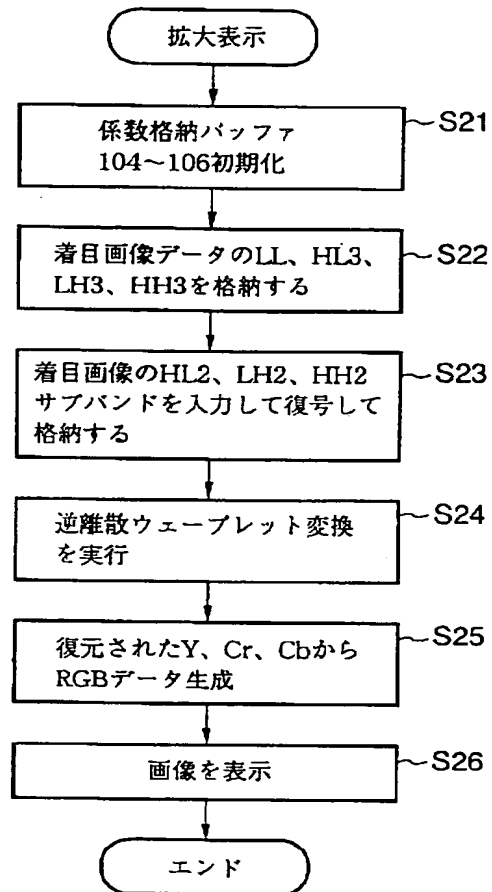 拡大表示
係数格納バッファ
104～106初期化
S21
着目画像データのLL、HL3、
LH3、HH3を格納する
S22
着目画像のHL2、LH2、HH2
サブバンドを入力して復号して
格納する
S23
逆離散ウェーブレット変換
を実行
S24
復元されたY、Cr、Cbから
RGBデータ生成
S25
画像を表示
S26
エンド